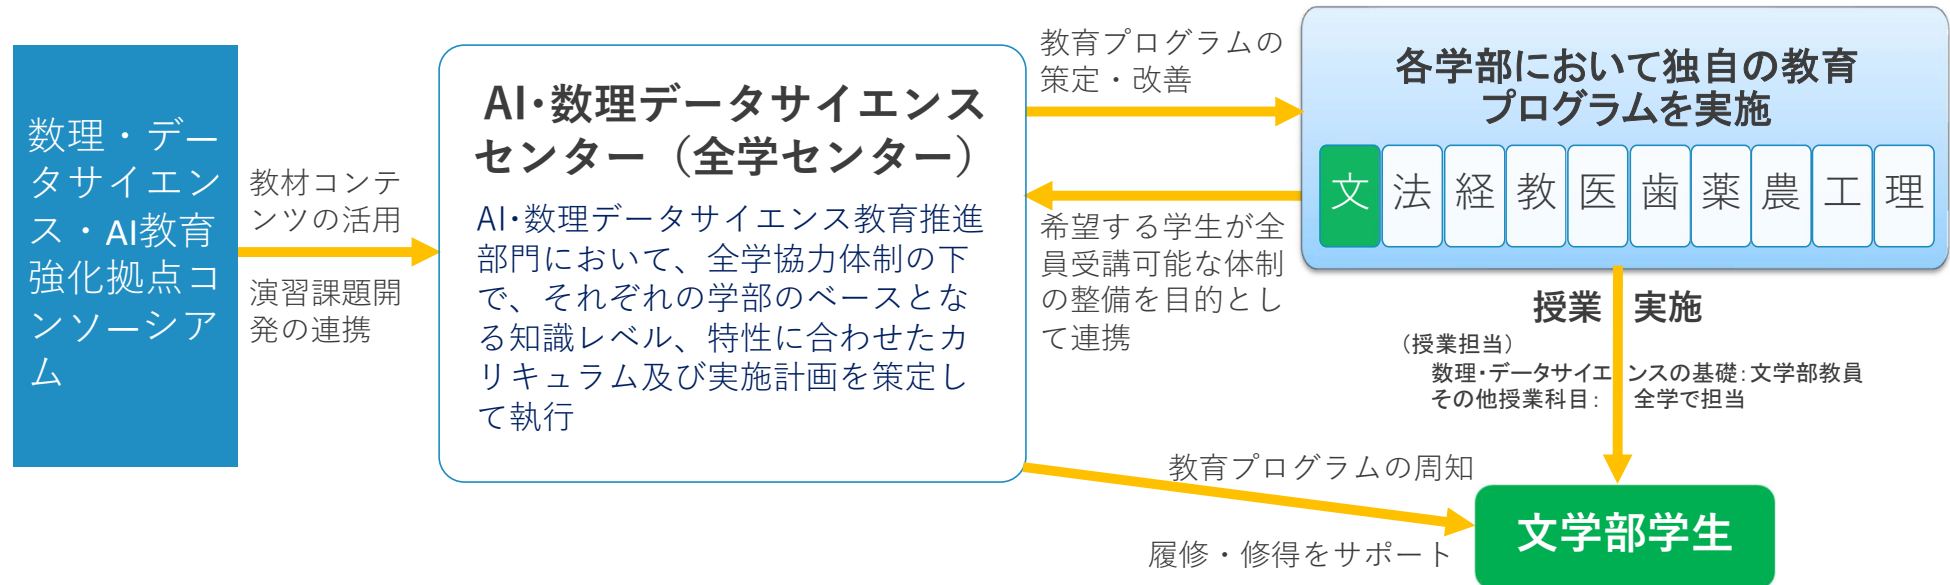 数理・デー
タサイエン
ス・AI教育
強化拠点コ
ンソーシア
ム
教材コンテ
ンツの活用
演習課題開
発の連携
AI・数理データサイエンス
センター（全学センター）
AI・数理データサイエンス教育推進
部門において、全学協力体制の下
で、それぞれの学部のベースとな
る知識レベル、特性に合わせたカ
リキュラム及び実施計画を策定し
て執行
教育プログラムの
策定・改善
希望する学生が全
員受講可能な体制
の整備を目的とし
て連携
各学部において独自の教育
プログラムを実施
文 法 経 教 医 歯 薬 農 工 理
授業 実施
（授業担当）
数理・データサイエンスの基礎：文学部教員
その他授業科目： 全学で担当
教育プログラムの周知
履修・修得をサポート
文学部学生